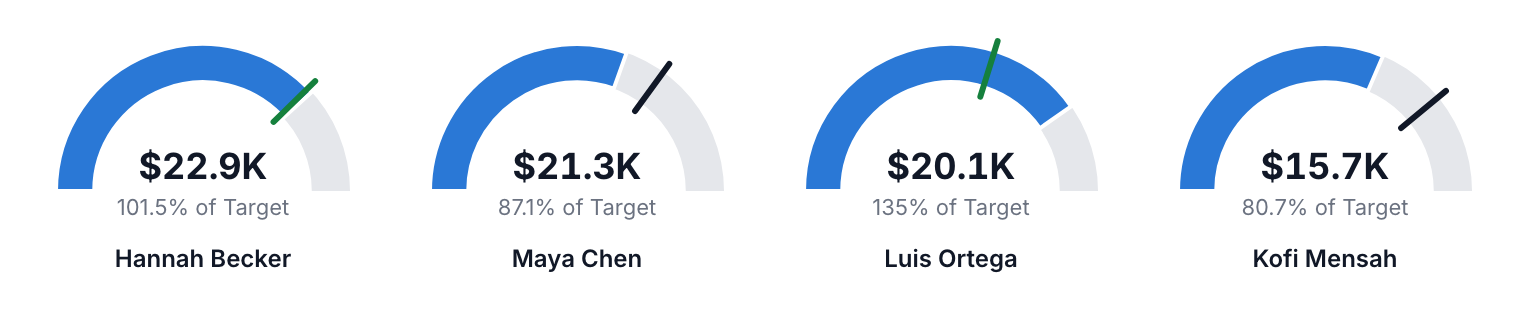 $22.9K
101.5% of Target
Hannah Becker
$21.3K
87.1% of Target
Maya Chen
$20.1K
135% of Target
Luis Ortega
$15.7K
80.7% of Target
Kofi Mensah